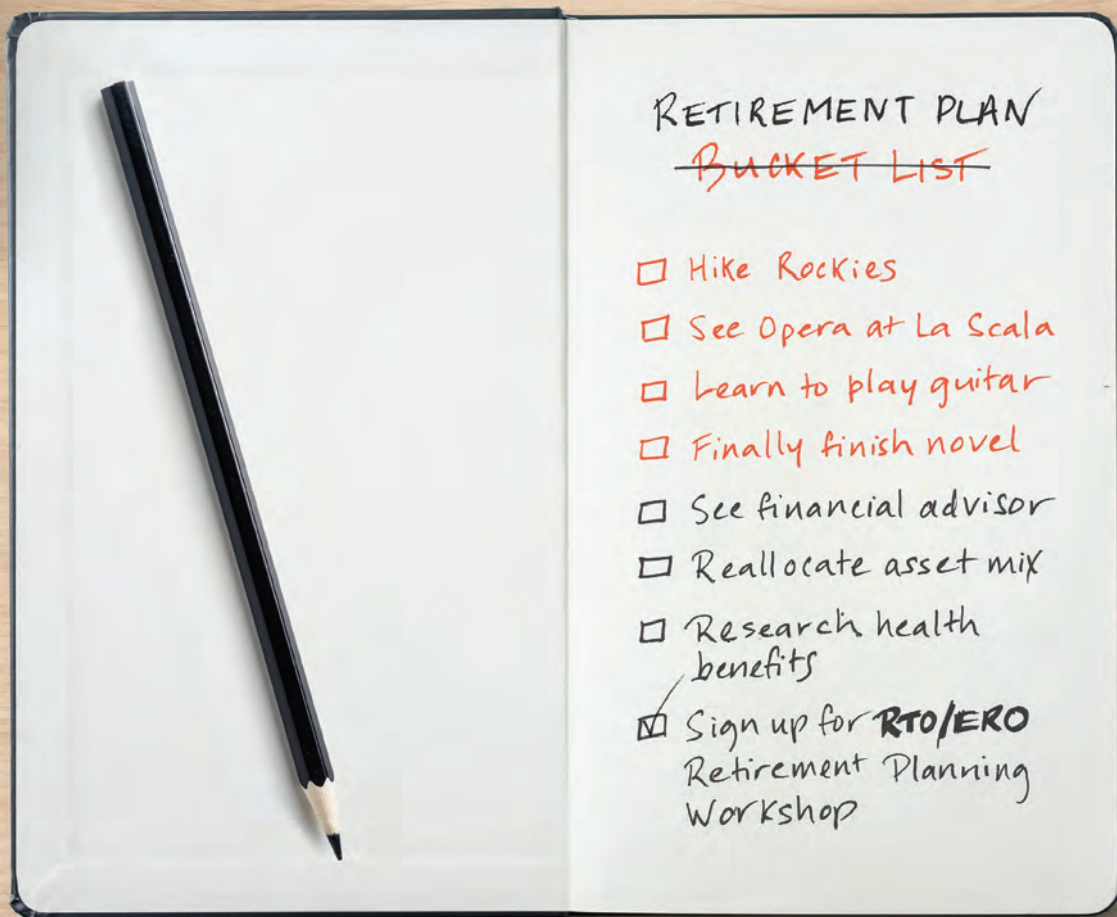 RETIREMENT PLAN
BUCKET LIST
Hike Rockies
See Opera at La Scala
Learn to play guitar
Finally finish novel
See financial advisor
Reallocate asset mix
Research health
benefits
Sign up for RTO/ERO
Retirement Planning
Workshop